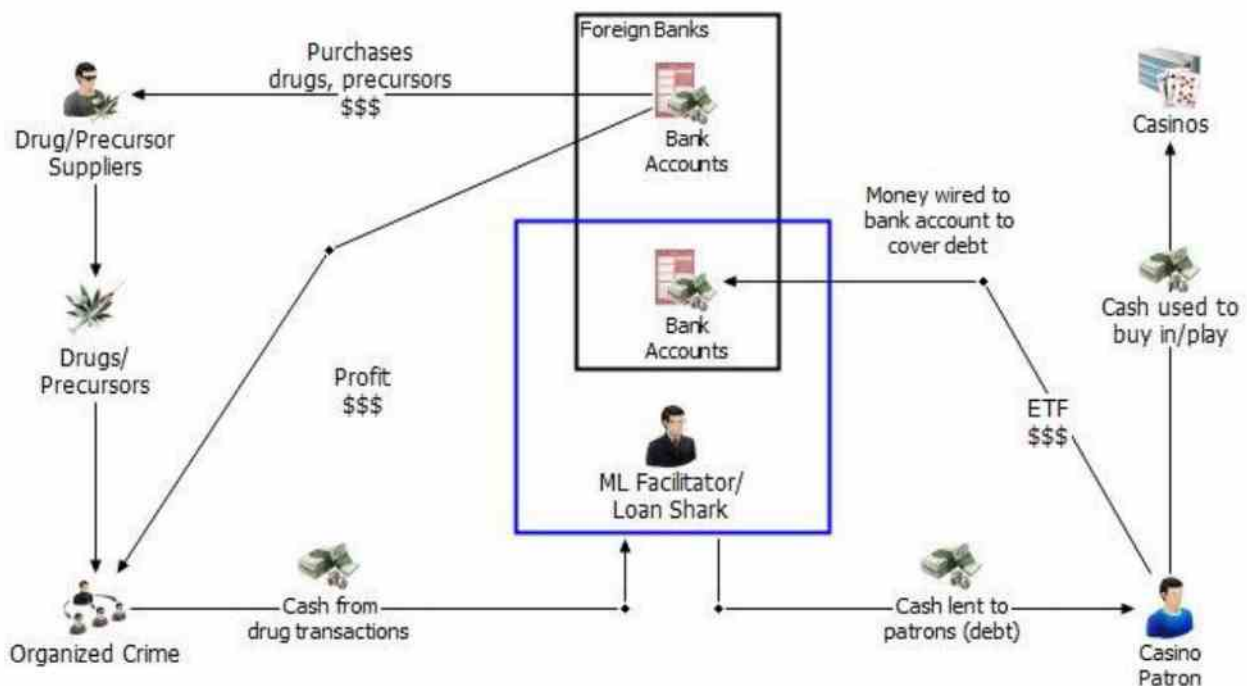 Foreign Banks
Purchases
drugs, precursors
$$$
Drug/Precursor
Suppliers
Bank
Accounts
Casinos
Money wired to
bank account to
cover debt
Bank
Accounts
Cash used to
buy in/play
Drugs/
Precursors
Profit
$$$
ETF
$$$
ML Facilitator/
Loan Shark
Cash from
drug transactions
Cash lent to
patrons (debt)
Organized Crime
Casino
Patron